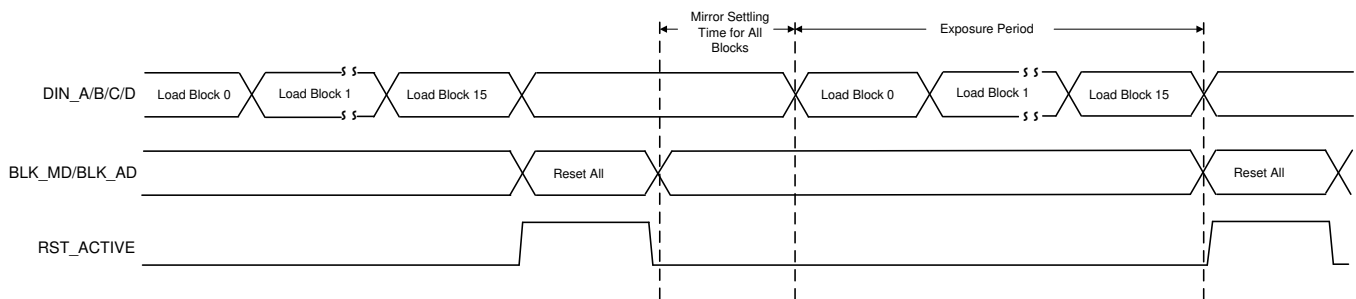 Mirror Settling
Time for All
Blocks
Exposure Period
DIN_A/B/C/D
Load Block 0
Load Block 1
Load Block 15
Load Block 0
Load Block 1
Load Block 15
BLK_MD/BLK_AD
Reset All
Reset All
RST_ACTIVE